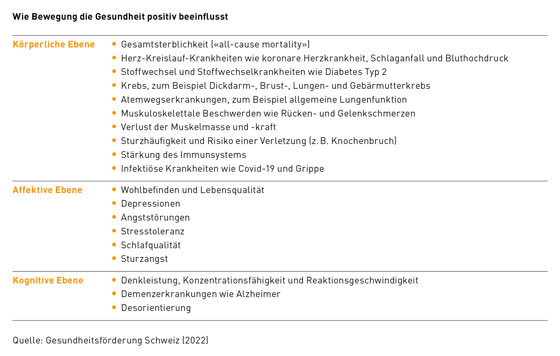 Wie Bewegung die Gesundheit positiv beeinflusst
Körperliche Ebene
• Gesamtsterblichkeit («all-cause mortality»)
• Herz-Kreislauf-Krankheiten wie koronare Herzkrankheit, Schlaganfall und Bluthochdruck
• Stoffwechsel und Stoffwechselkrankheiten wie Diabetes Typ 2
• Krebs, zum Beispiel Dickdarm-, Brust-, Lungen- und Gebärmutterkrebs
• Atemwegserkrankungen, zum Beispiel allgemeine Lungenfunktion
• Muskuloskelettale Beschwerden wie Rücken- und Gelenkschmerzen
• Verlust der Muskelmasse und -kraft
• Sturzhäufigkeit und Risiko einer Verletzung (z. B. Knochenbruch)
• Stärkung des Immunsystems
• Infektiöse Krankheiten wie Covid-19 und Grippe
Affektive Ebene
• Wohlbefinden und Lebensqualität
• Depressionen
• Angststörungen
• Stresstoleranz
• Schlafqualität
• Sturzangst
Kognitive Ebene
• Denkleistung, Konzentrationsfähigkeit und Reaktionsgeschwindigkeit
• Demenzerkrankungen wie Alzheimer
• Desorientierung
Quelle: Gesundheitsförderung Schweiz (2022)